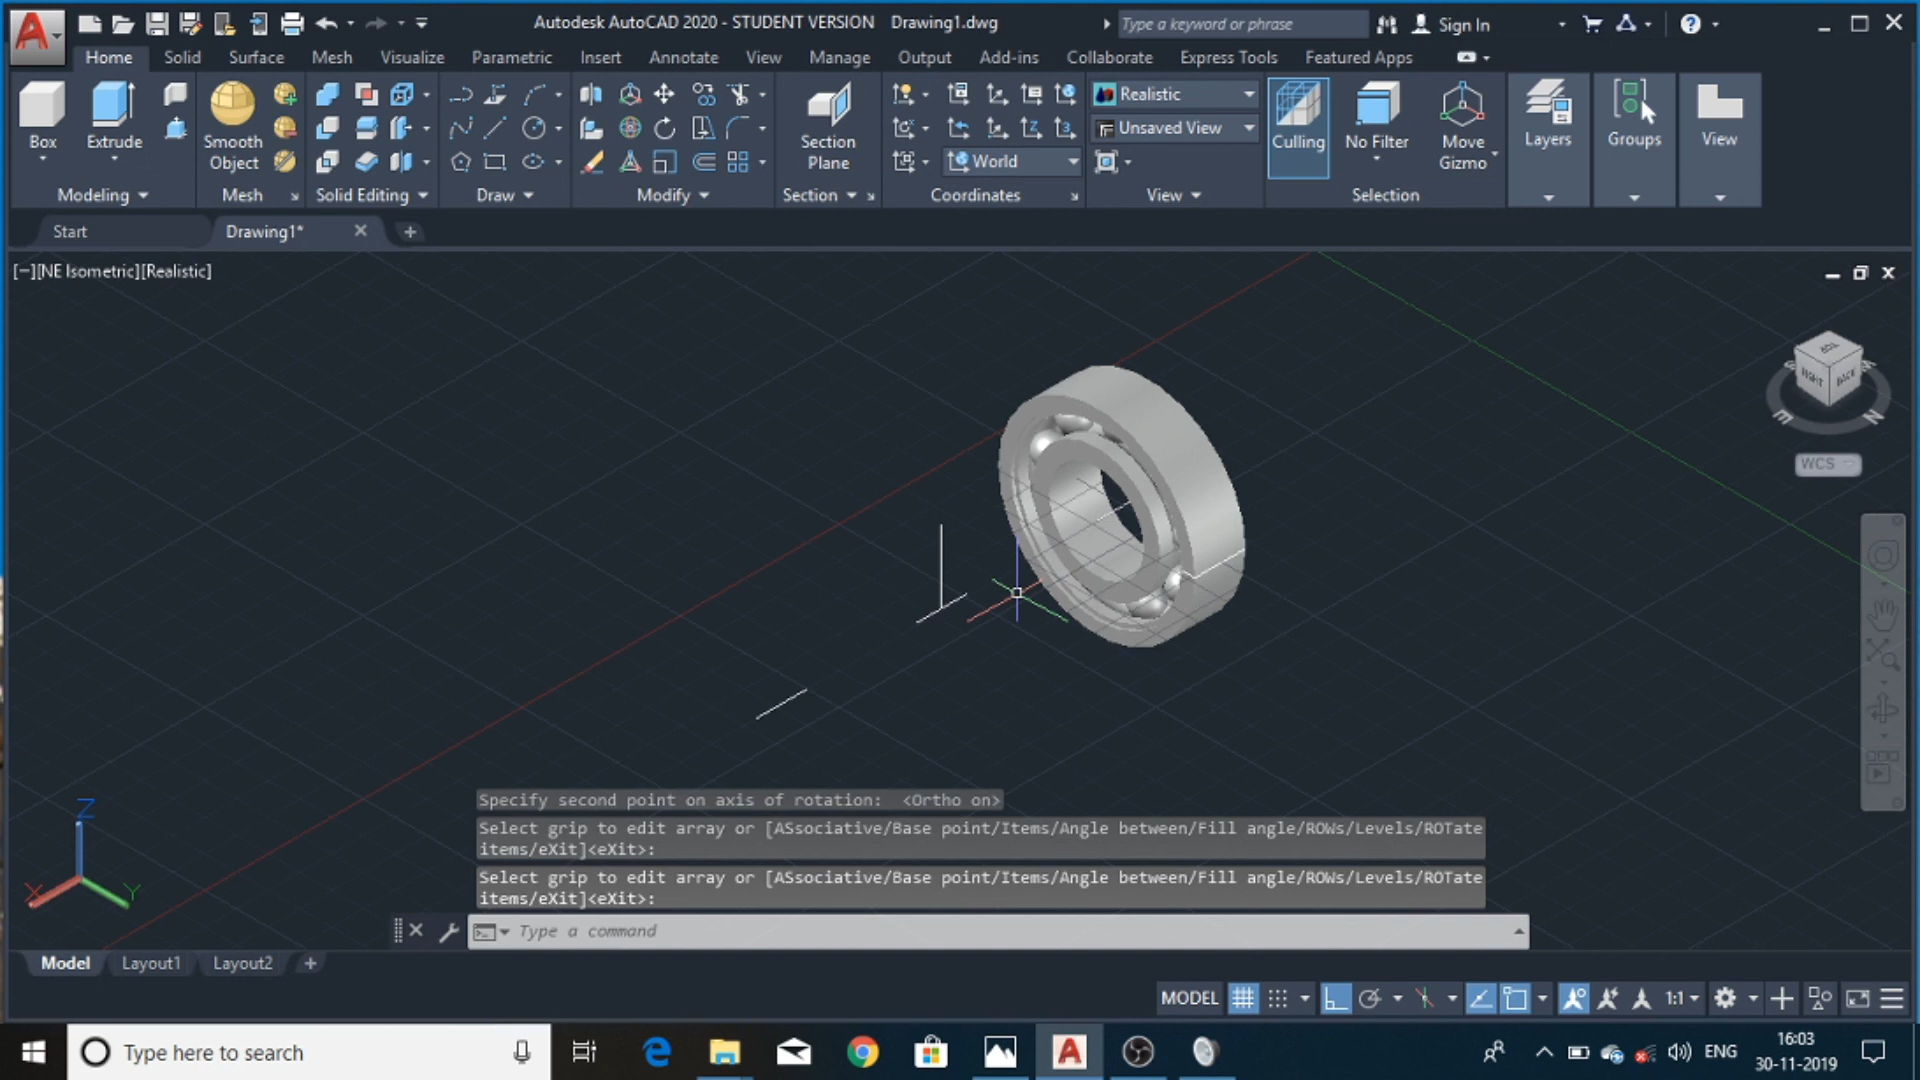 Autodesk AutoCAD 2020 - STUDENT VERSION Drawing1.dwg
Type a keyword or phrase
Sign In
Home Solid Surface Mesh Visualize Parametric Insert Annotate View Manage Output Add-ins Collaborate Express Tools Featured Apps
Box
Extrude
Smooth
Object
Section
Plane
Realistic
Unsaved View
World
Culling
No Filter
Move
Gizmo
Layers
Groups
View
Modeling
Mesh
Solid Editing
Draw
Modify
Section
Coordinates
View
Selection
Start
Drawing1*
[−][NE Isometric][Realistic]
TOP
RIGHT
BACK
E
N
WCS
Specify second point on axis of rotation: <Ortho on>
Select grip to edit array or [ASsociative/Base point/Items/Angle between/Fill angle/ROWs/Levels/ROTate
items/eXit]<eXit>:
Select grip to edit array or [ASsociative/Base point/Items/Angle between/Fill angle/ROWs/Levels/ROTate
items/eXit]<eXit>:
Type a command
Z
X
Y
Model
Layout1
Layout2
MODEL
1:1
Type here to search
ENG
16:03
30-11-2019